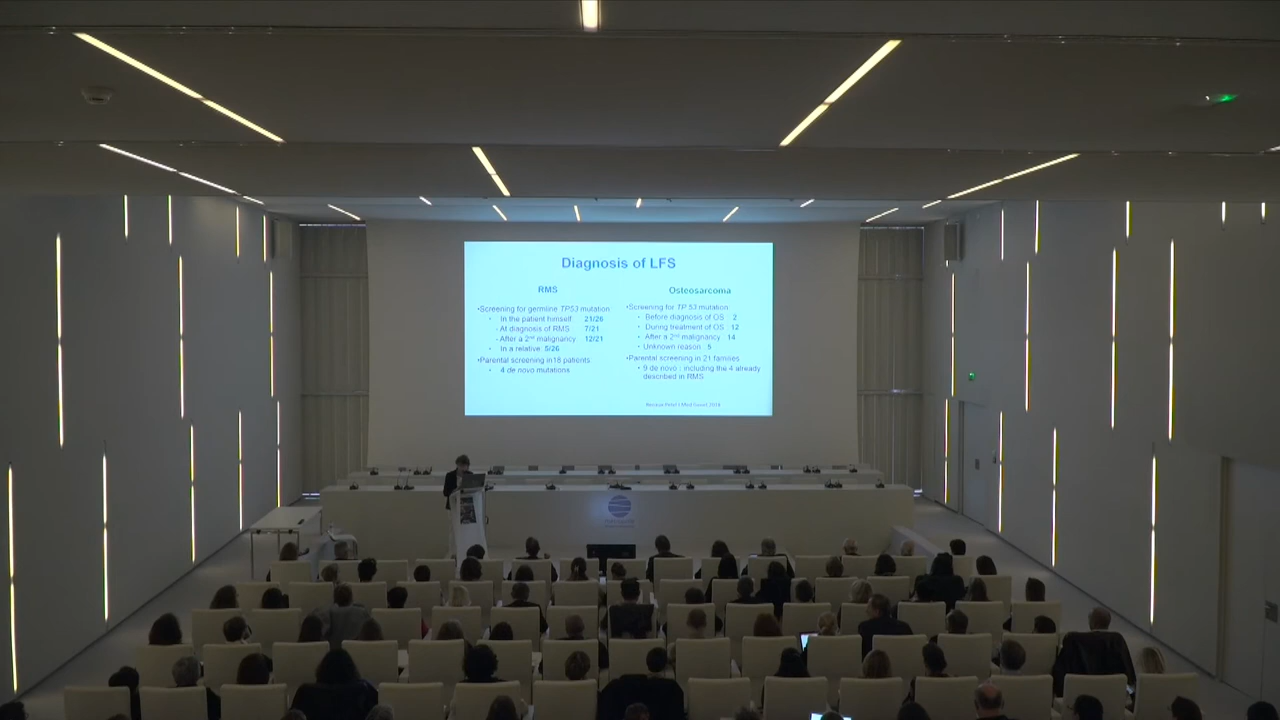 Diagnosis of LFS
RMS
•Screening for germline TP53 mutation
• In the patient himself 21/26
- At diagnosis of RMS 7/21
- After a 2nd malignancy 12/21
• In a relative 5/26
•Parental screening in18 patients
• 4 de novo mutations
Osteosarcoma
•Screening for TP 53 mutation
• Before diagnosis of OS 2
• During treatment of OS 12
• After a 2nd malignancy 14
• Unknown reason 5
•Parental screening in 21 families
• 9 de novo : including the 4 already
described in RMS